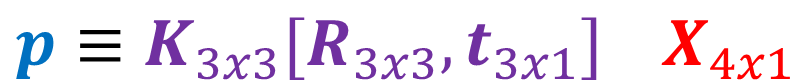 p ≡ K3x3[R3x3, t3x1] X4x1